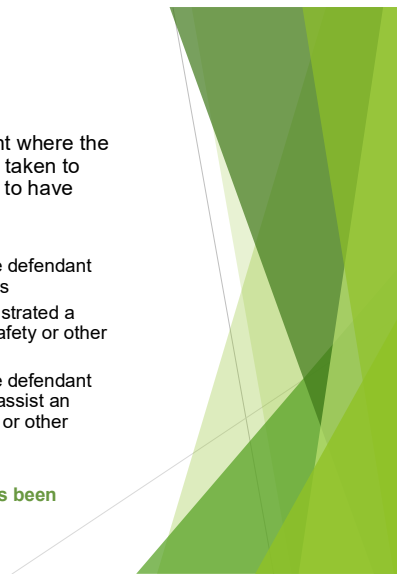 nt where the
taken to
to have
e defendant
s
strated a
afety or other
e defendant
assist an
or other
s been